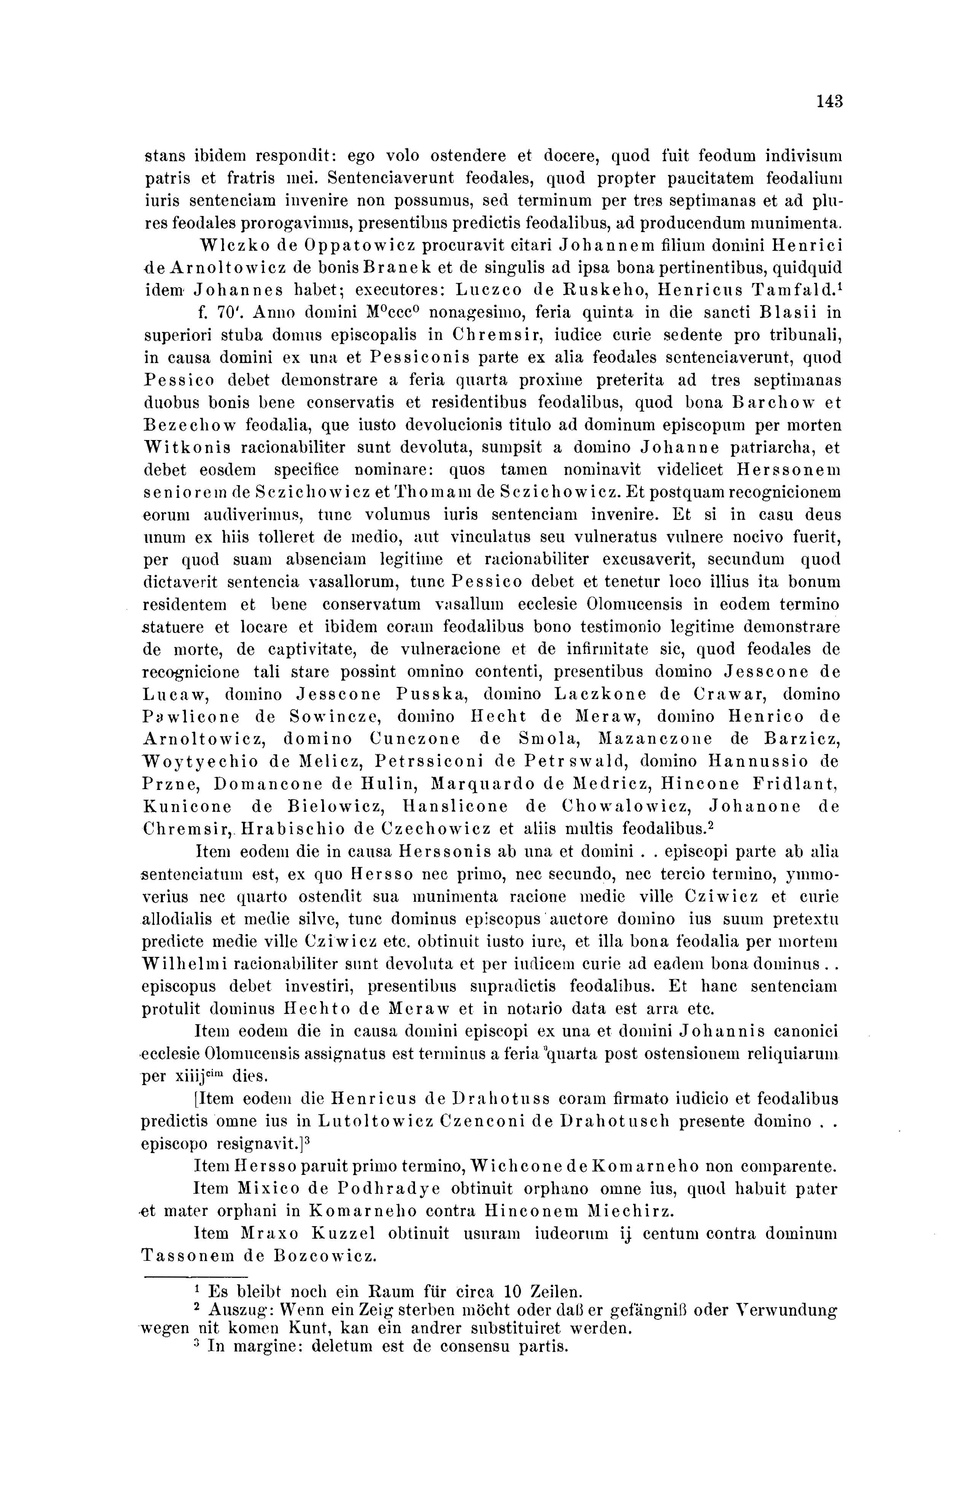 143
stans ibidem respondit: ego volo ostendere et docere, quod fuit feodum indivisum
patris et fratris mei. Sentenciaverunt feodales, quod propter paucitatem feodalium
iuris sentenciam invenire non possumus, sed terminum per tres septimanas et ad plu-
res feodales prorogavimus, presentibus predictis feodalibus, ad producendum munimenta.
Wlczko de Oppatowicz procuravit citari Johannem filium domini Henrici
de Arnoltowicz de bonis Branek et de singulis ad ipsa bona pertinentibus, quidquid
idem Johannes habet; executores: Luczco de Ruskeho, Henricus Tamfald.¹
f. 70'. Anno domini Mºcccº nonagesimo, feria quinta in die sancti Blasii in
superiori stuba domus episcopalis in Chremsir, iudice curie sedente pro tribunali,
in causa domini ex una et Pessiconis parte ex alia feodales sentenciaverunt, quod
Pessico debet demonstrare a feria quarta proxime preterita ad tres septimanas
duobus bonis bene conservatis et residentibus feodalibus, quod bona Barchow et
Bezechow feodalia, que iusto devolucionis titulo ad dominum episcopum per morten
Witkonis racionabiliter sunt devoluta, sumpsit a domino Johanne patriarcha, et
debet eosdem specifice nominare: quos tamen nominavit videlicet Herssonem
seniorem de Sczichowicz et Thomam de Sczichowicz. Et postquam recognicionem
eorum audiverimus, tunc volumus iuris sentenciam invenire. Et si in casu deus
unum ex hiis tolleret de medio, aut vinculatus seu vulneratus vulnere nocivo fuerit,
per quod suam absenciam legitime et racionabiliter excusaverit, secundum quod
dictaverit sentencia vasallorum, tunc Pessico debet et tenetur loco illius ita bonum
residentem et bene conservatum vasallum ecclesie Olomucensis in eodem termino
statuere et locare et ibidem coram feodalibus bono testimonio legitime demonstrare
de morte, de captivitate, de vulneracione et de infirmitate sic, quod feodales de
recognicione tali stare possint omnino contenti, presentibus domino Jesscone de
Lucaw, domino Jesscone Pusska, domino Laczkone de Crawar, domino
Pawlicone de Sowincze, domino Hecht de Meraw, domino Henrico de
Arnoltowicz, domino Cunczone de Smola, Mazanczone de Barzicz,
Woytyechio de Melicz, Petrssiconi de Petrswald, domino Hannussio de
Przne, Domancone de Hulin, Marquardo de Medricz, Hincone Fridlant,
Kunicone de Bielowicz, Hanslicone de Chowalowicz, Johanone de
Chremsir, Hrabischio de Czechowicz et aliis multis feodalibus.²
Item eodem die in causa Herssonis ab una et domini . . episcopi parte ab alia
sentenciatum est, ex quo Hersso nec primo, nec secundo, nec tercio termino, ymmo-
verius nec quarto ostendit sua munimenta racione medie ville Cziwicz et curie
allodialis et medie silve, tunc dominus episcopus auctore domino ius suum pretextu
predicte medie ville Cziwicz etc. obtinuit iusto iure, et illa bona feodalia per mortem
Wilhelmi racionabiliter sunt devoluta et per iudicem curie ad eadem bona dominus . .
episcopus debet investiri, presentibus supradictis feodalibus. Et hanc sentenciam
protulit dominus Hechto de Meraw et in notario data est arra etc.
Item eodem die in causa domini episcopi ex una et domini Johannis canonici
ecclesie Olomucensis assignatus est terminus a feria quarta post ostensionem reliquiarum
per xiiijᶜⁱᵐ dies.
[Item eodem die Henricus de Drahotuss coram firmato iudicio et feodalibus
predictis omne ius in Lutoltowicz Czenconi de Drahotusch presente domino . .
episcopo resignavit.]³
Item Hersso paruit primo termino, Wichcone de Komarneho non comparente.
Item Mixico de Podhradye obtinuit orphano omne ius, quod habuit pater
et mater orphani in Komarneho contra Hinconem Miechirz.
Item Mraxo Kuzzel obtinuit usuram iudeorum ij centum contra dominum
Tassonem de Bozcowicz.
¹ Es bleibt noch ein Raum für circa 10 Zeilen.
² Auszug: Wenn ein Zeig sterben möcht oder daß er gefängniß oder Verwundung
wegen nit komen Kunt, kan ein andrer substituiret werden.
³ In margine: deletum est de consensu partis.